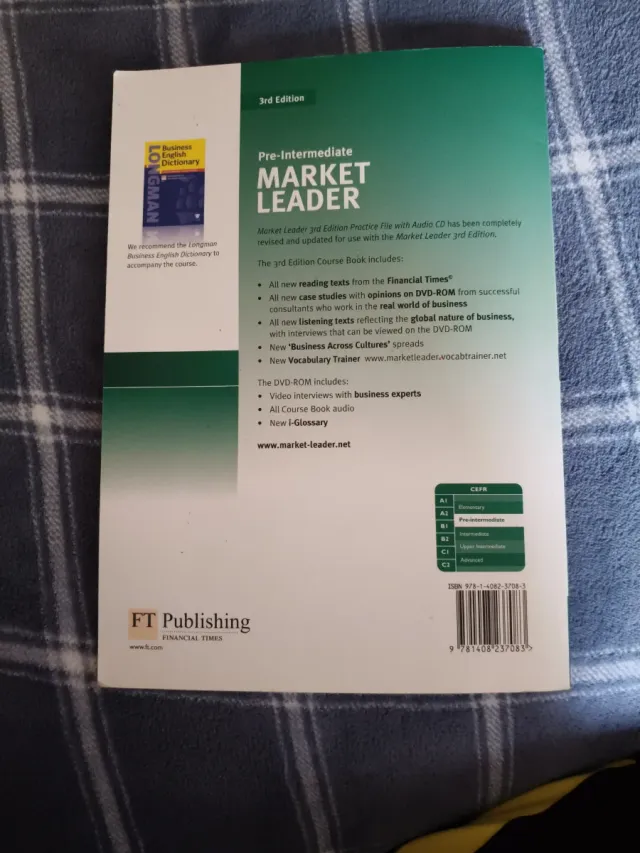 3rd Edition
Pre-Intermediate
MARKET
LEADER
Market Leader 3rd Edition Practice File with Audio CD has been completely
revised and updated for use with the Market Leader 3rd Edition.
The 3rd Edition Course Book includes:
• All new reading texts from the Financial Times®
• All new case studies with opinions on DVD-ROM from successful
consultants who work in the real world of business
• All new listening texts reflecting the global nature of business,
with interviews that can be viewed on the DVD-ROM
• New 'Business Across Cultures' spreads
• New Vocabulary Trainer www.marketleader.vocabtrainer.net
The DVD-ROM includes:
• Video interviews with business experts
• All Course Book audio
• New i-Glossary
www.market-leader.net
LONGMAN
Business
English
Dictionary
We recommend the Longman
Business English Dictionary to
accompany the course.
CEFR
A1
A2
B1
B2
C1
C2
Elementary
Pre-intermediate
Intermediate
Upper Intermediate
Advanced
ISBN 978-1-4082-3708-3
9 781408 237083 >
FT Publishing
FINANCIAL TIMES
www.ft.com